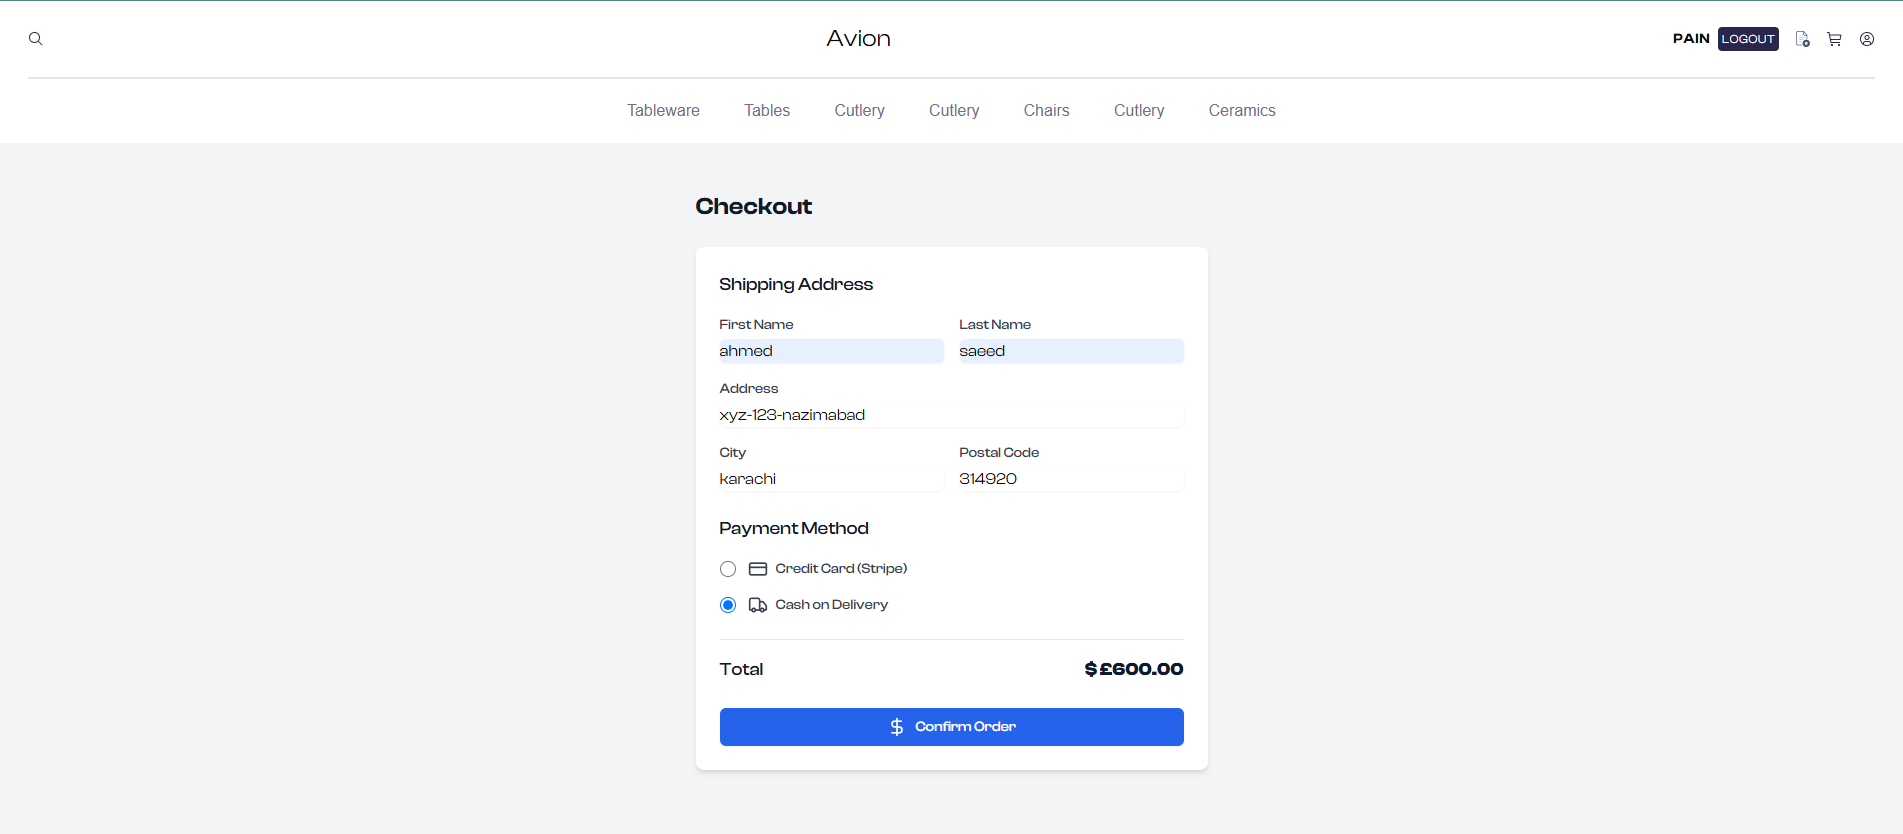 Avion
PAIN LOGOUT
Tableware Tables Cutlery Cutlery Chairs Cutlery Ceramics
Checkout
Shipping Address
First Name Last Name
ahmed saeed
Address
xyz-123-nazimabad
City Postal Code
karachi 314920
Payment Method
Credit Card (Stripe)
Cash on Delivery
Total $£600.00
Confirm Order